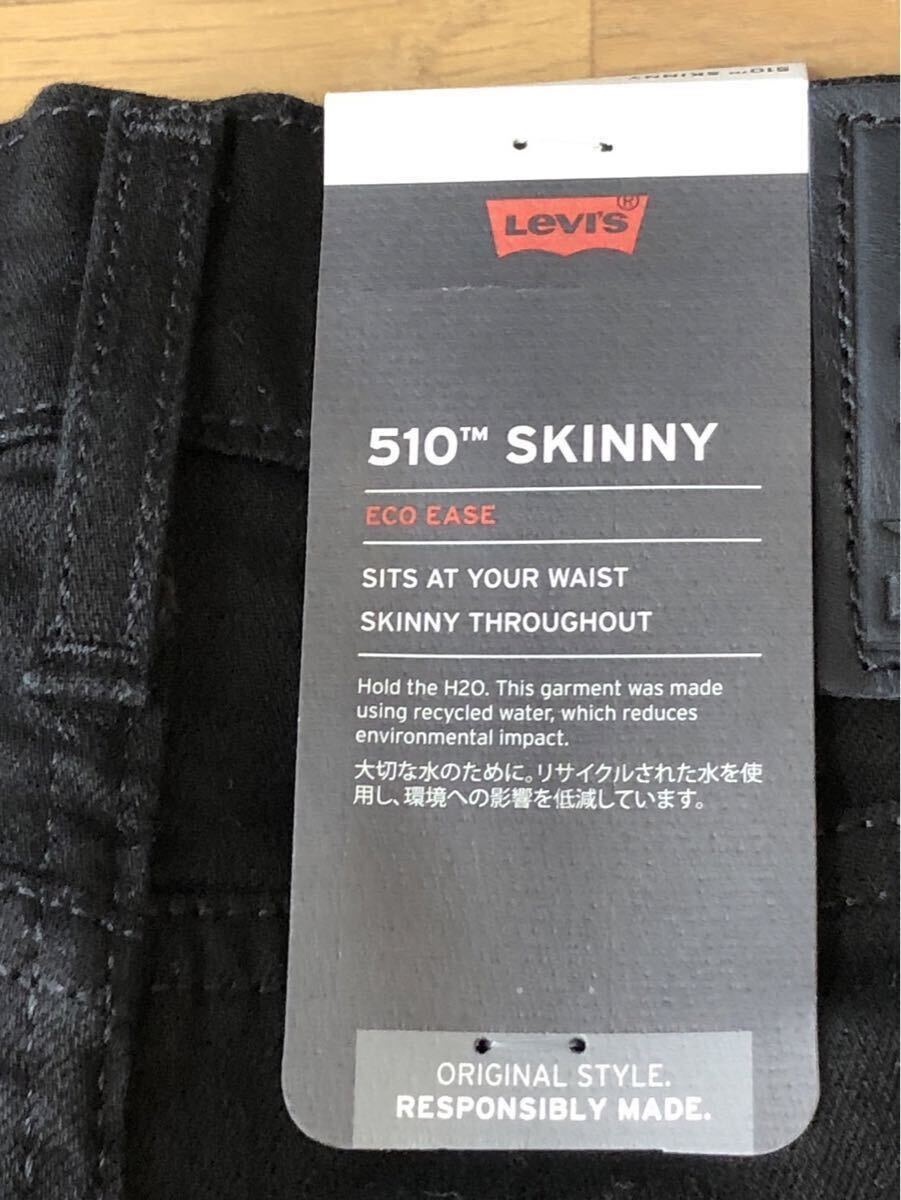 510™ SKINNY
Levi's®
510™ SKINNY
ECO EASE
SITS AT YOUR WAIST
SKINNY THROUGHOUT
Hold the H2O. This garment was made
using recycled water, which reduces
environmental impact.
大切な水のために。リサイクルされた水を使
用し、環境への影響を低減しています。
ORIGINAL STYLE.
RESPONSIBLY MADE.